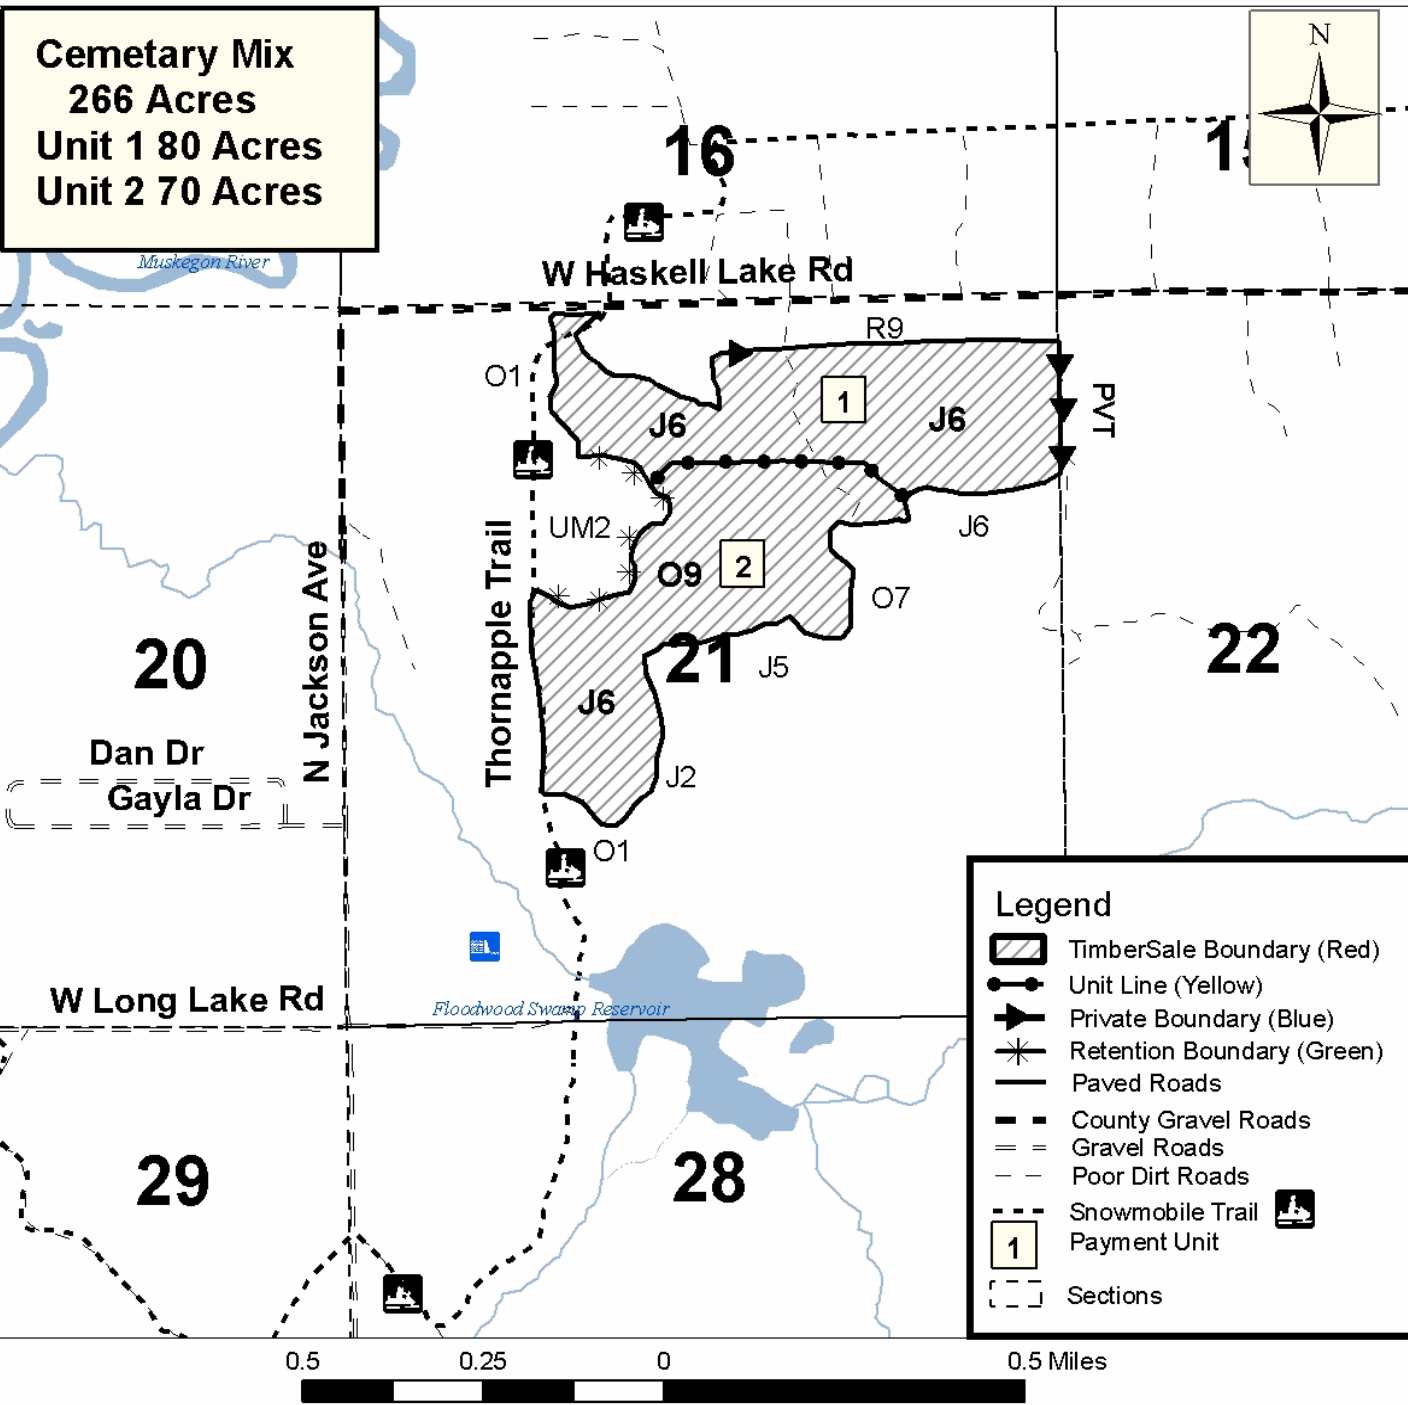 Cemetary Mix
266 Acres
Unit 1 80 Acres
Unit 2 70 Acres
N
16
Muskegon River
W Haskell Lake Rd
R9
O1
1
PVT
J6
J6
UM2
J6
O9
2
O7
N Jackson Ave
Thornapple Trail
20
21
22
J5
J6
Dan Dr
J2
Gayla Dr
O1
W Long Lake Rd
Floodwood Swamp Reservoir
29
28
Legend
TimberSale Boundary (Red)
Unit Line (Yellow)
Private Boundary (Blue)
Retention Boundary (Green)
Paved Roads
County Gravel Roads
Gravel Roads
Poor Dirt Roads
Snowmobile Trail
1 Payment Unit
Sections
0.5 0.25 0 0.5 Miles